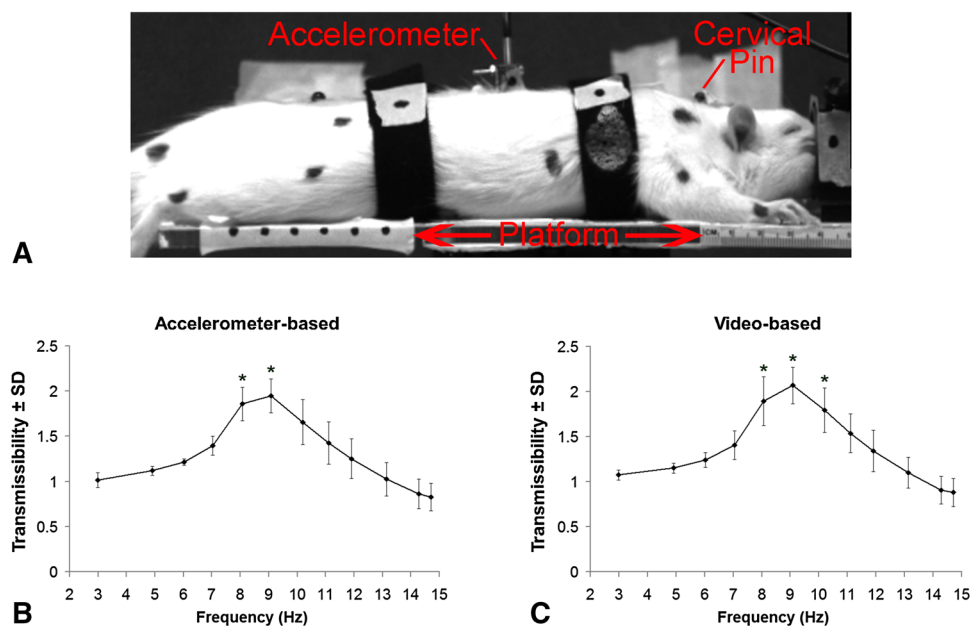 A
Accelerometer
Cervical
Pin
Platform
CM
Accelerometer-based
Transmissibility ± SD
2.5
2
1.5
1
0.5
0
* *
2 3 4 5 6 7 8 9 10 11 12 13 14 15
Frequency (Hz)
B
Video-based
Transmissibility ± SD
2.5
2
1.5
1
0.5
0
* * *
2 3 4 5 6 7 8 9 10 11 12 13 14 15
Frequency (Hz)
C